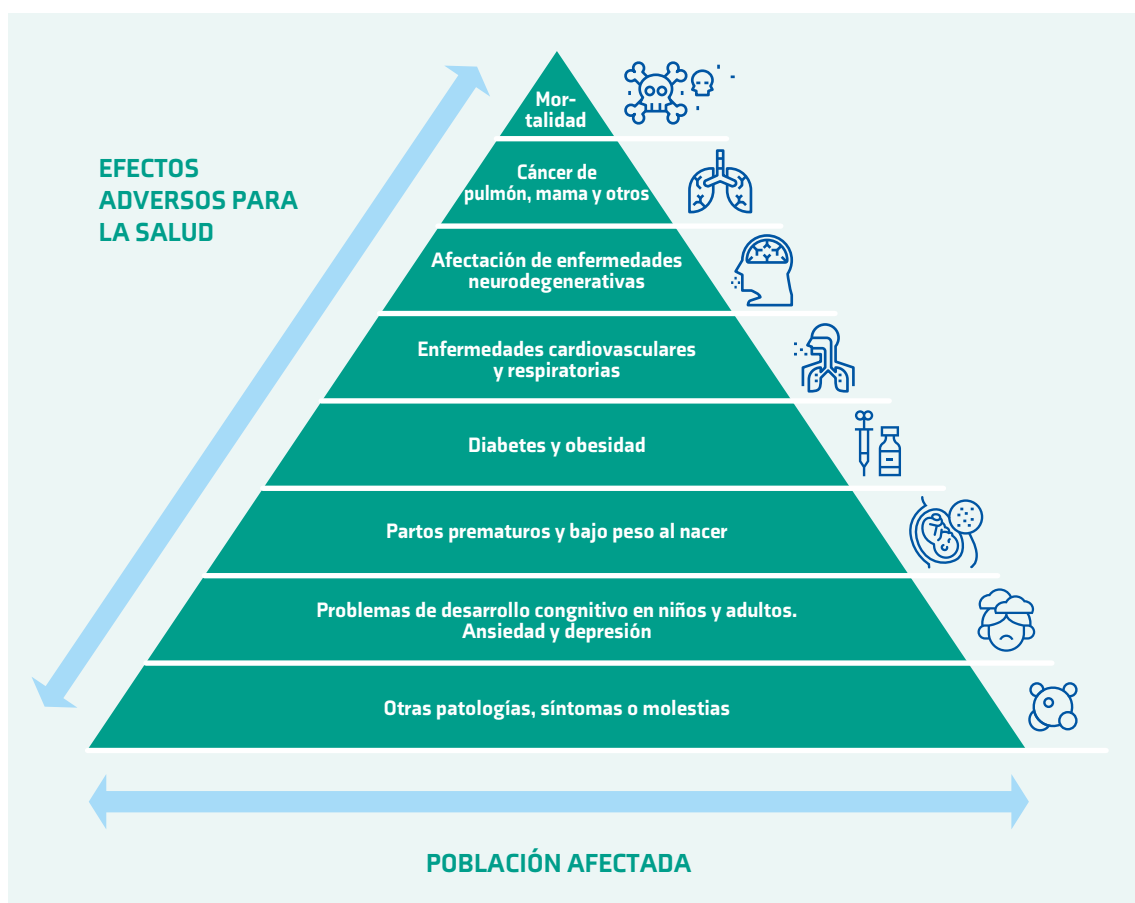 Mor-
talidad
EFECTOS
ADVERSOS PARA
LA SALUD
Cáncer de
pulmón, mama y otros
Afectación de enfermedades
neurodegenerativas
Enfermedades cardiovasculares
y respiratorias
Diabetes y obesidad
Partos prematuros y bajo peso al nacer
Problemas de desarrollo congnitivo en niños y adultos.
Ansiedad y depresión
Otras patologías, síntomas o molestias
POBLACIÓN AFECTADA